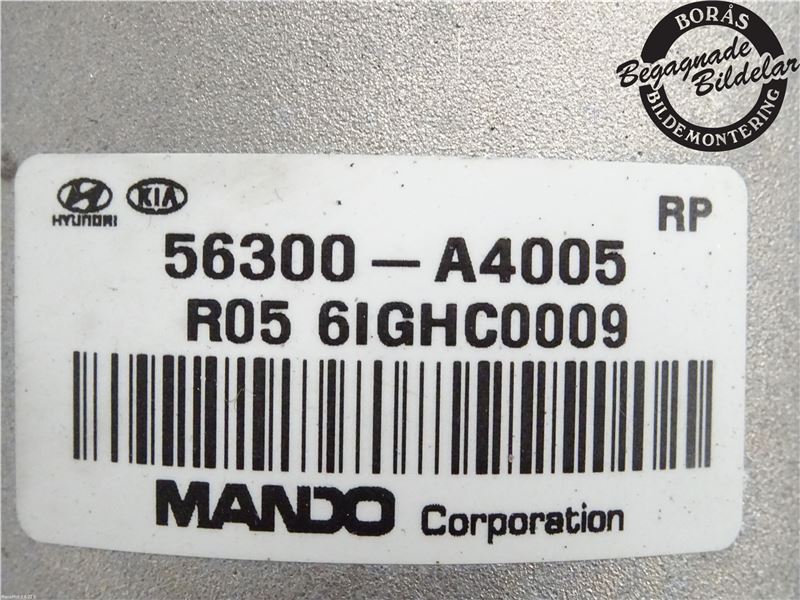 BORÅS
Begagnade
Bildelar
BILDEMONTERING
HYUNDAI
KIA
RP
56300-A4005
R05 6IGHC0009
MANDO Corporation